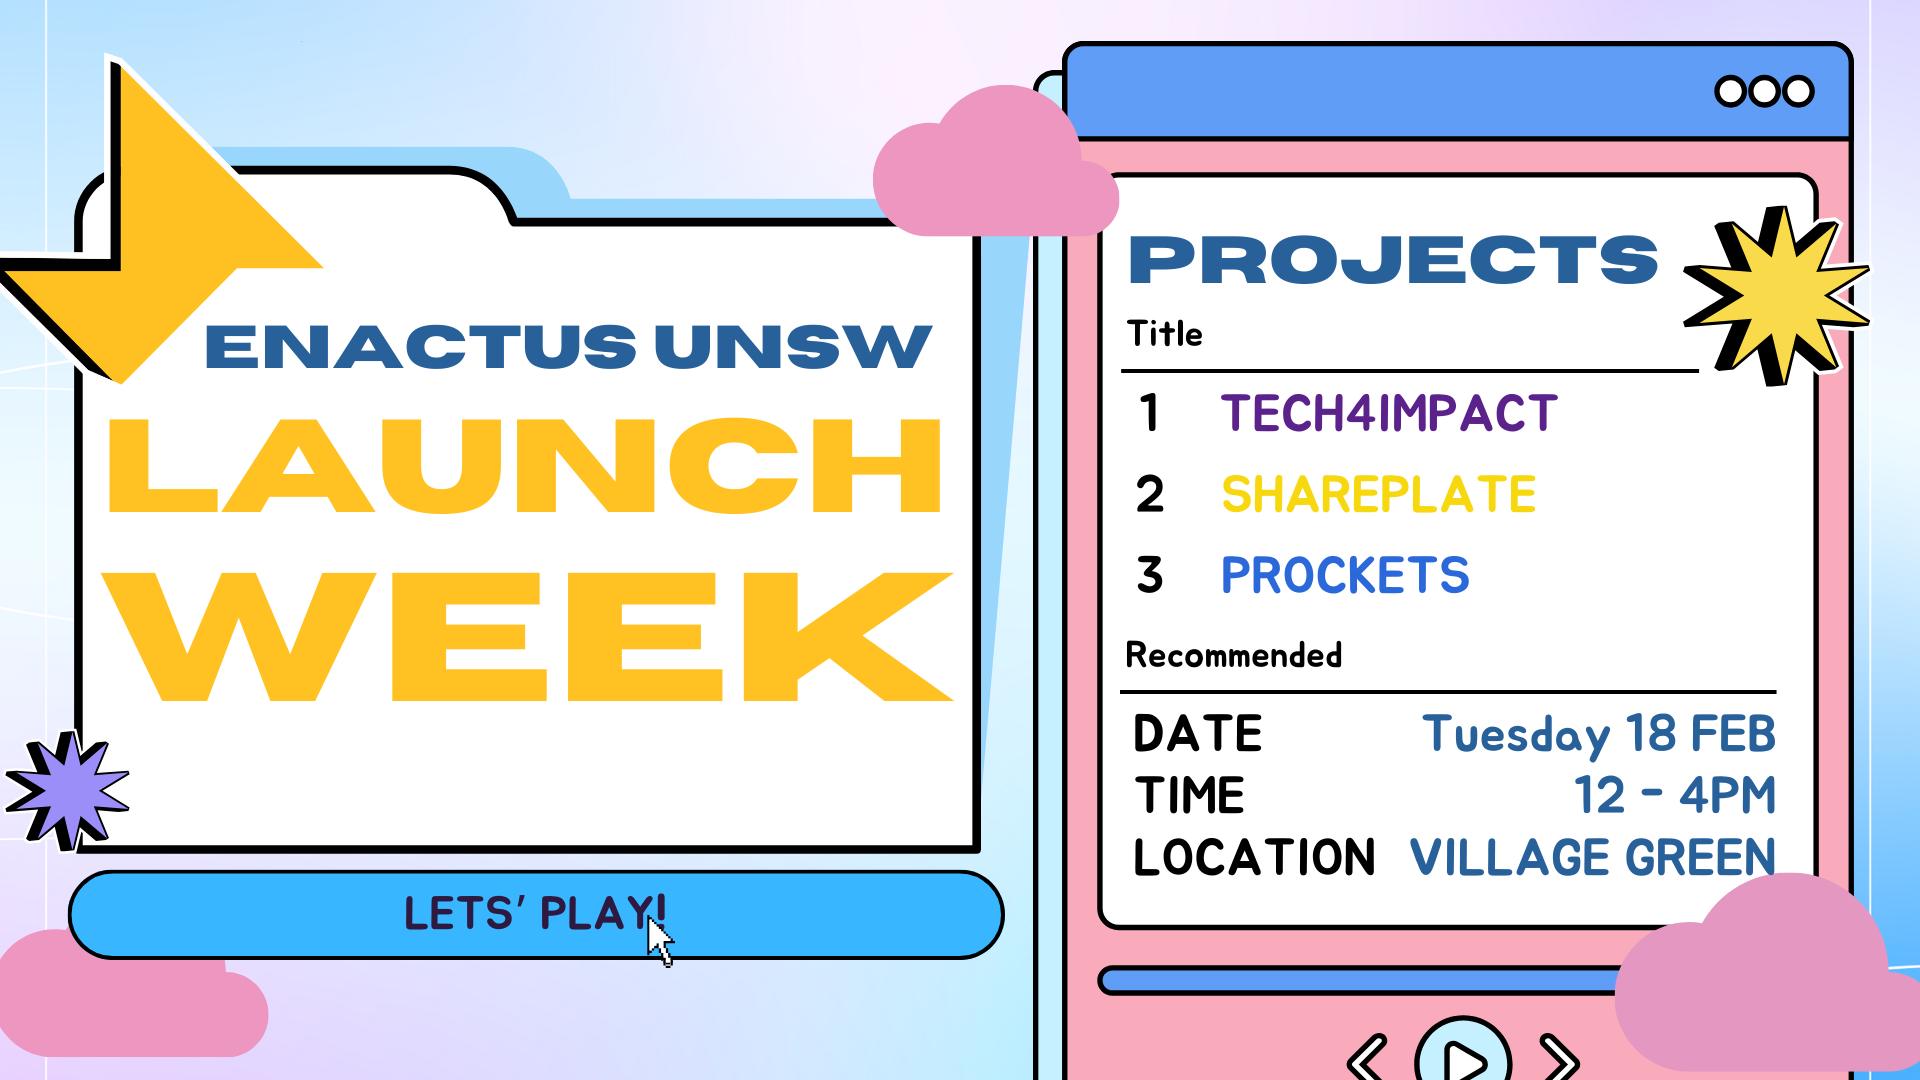 ENACTUS UNSW
LAUNCH
WEEK
LETS' PLAY!
PROJECTS
Title
1 TECH4IMPACT
2 SHAREPLATE
3 PROCKETS
Recommended
DATE Tuesday 18 FEB
TIME 12 - 4PM
LOCATION VILLAGE GREEN